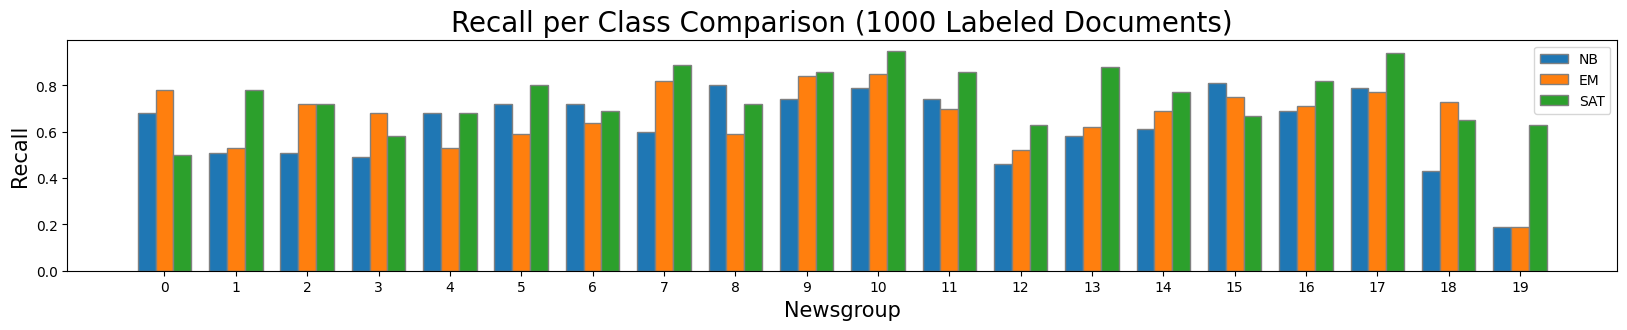 Recall per Class Comparison (1000 Labeled Documents)
NB
EM
SAT
Recall
0.8
0.6
0.4
0.2
0.0
0 1 2 3 4 5 6 7 8 9 10 11 12 13 14 15 16 17 18 19
Newsgroup